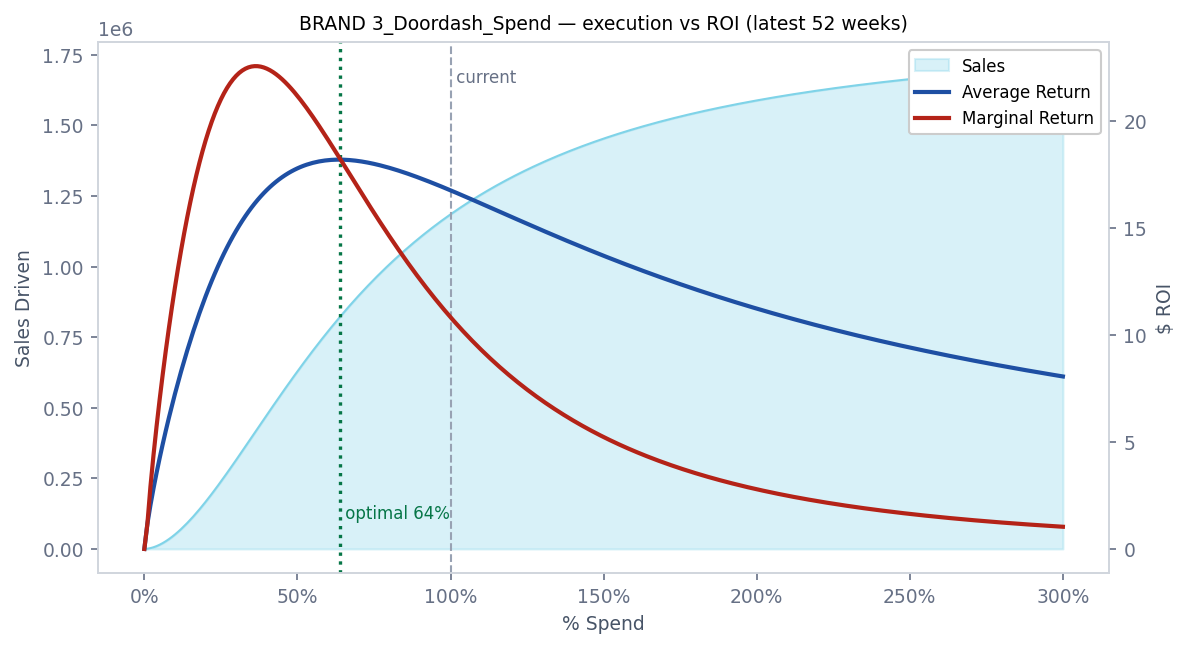 BRAND 3_Doordash_Spend — execution vs ROI (latest 52 weeks)
1e6
1.75
1.50
1.25
1.00
0.75
0.50
0.25
0.00
Sales Driven
current
optimal 64%
Sales
Average Return
Marginal Return
20
15
10
5
0
$ ROI
0%
50%
100%
150%
200%
250%
300%
% Spend